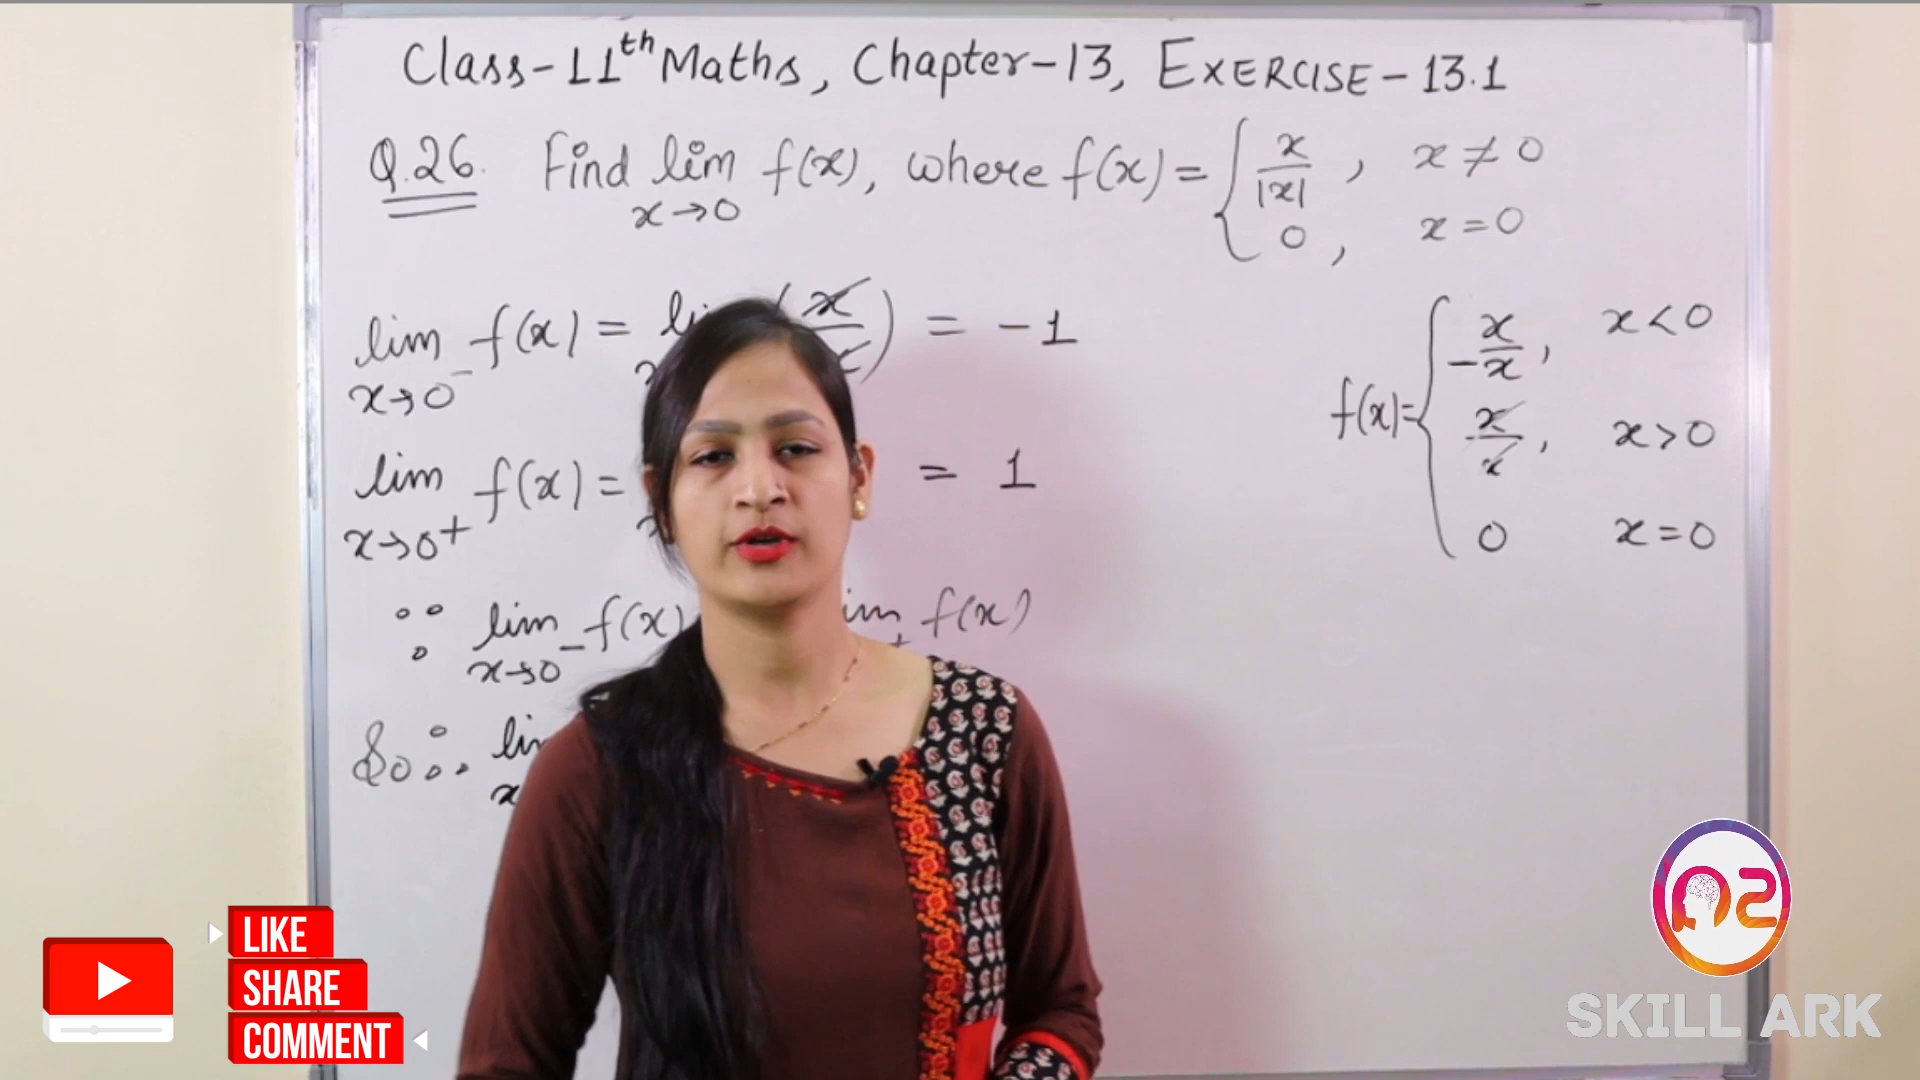 Class-11th Maths, Chapter-13, EXERCISE-13.1
Q.26. Find lim x→0 f(x), where f(x) = { x/|x| , x ≠ 0
0 , x = 0
lim x→0⁻ f(x) = (x/) = -1
lim x→0⁺ f(x) = = 1
∵ lim x→0⁻ f(x) f(x)
So ∴
f(x) = { x/-x , x < 0
x/x , x > 0
0 x = 0
LIKE
SHARE
COMMENT
SKILL ARK